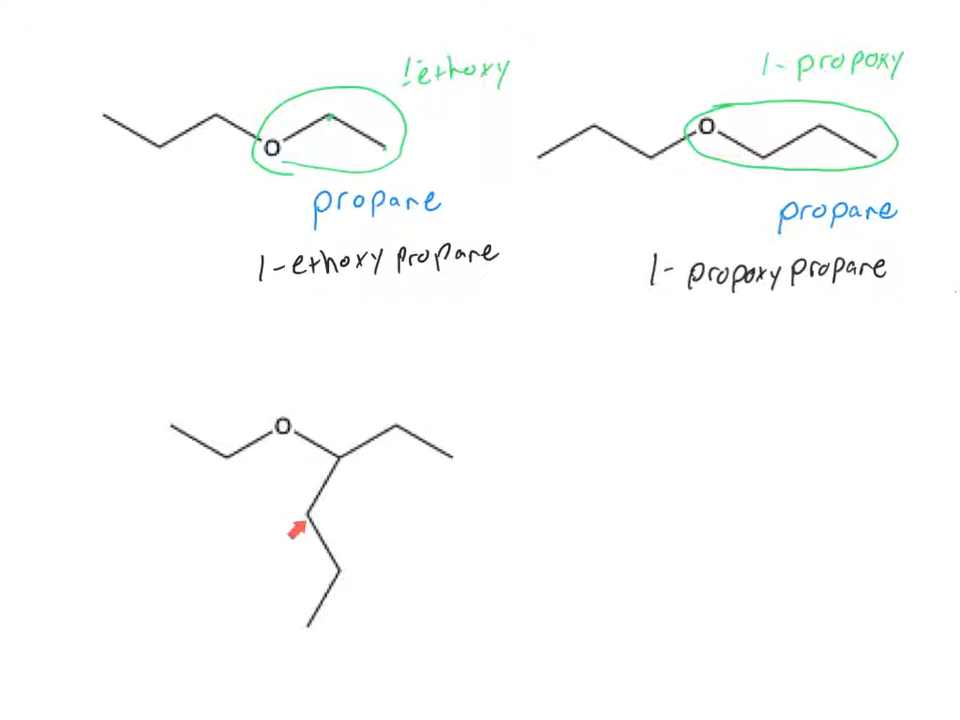 1-ethoxy
1-propoxy
O
O
propane
propane
1-ethoxy propane
1-propoxy propane
O